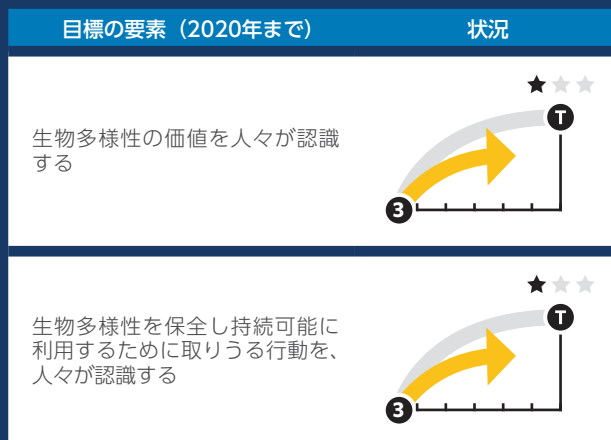 目標の要素（2020年まで）
状況
生物多様性の価値を人々が認識
する
T
3
生物多様性を保全し持続可能に
利用するために取りうる行動を、
人々が認識する
T
3